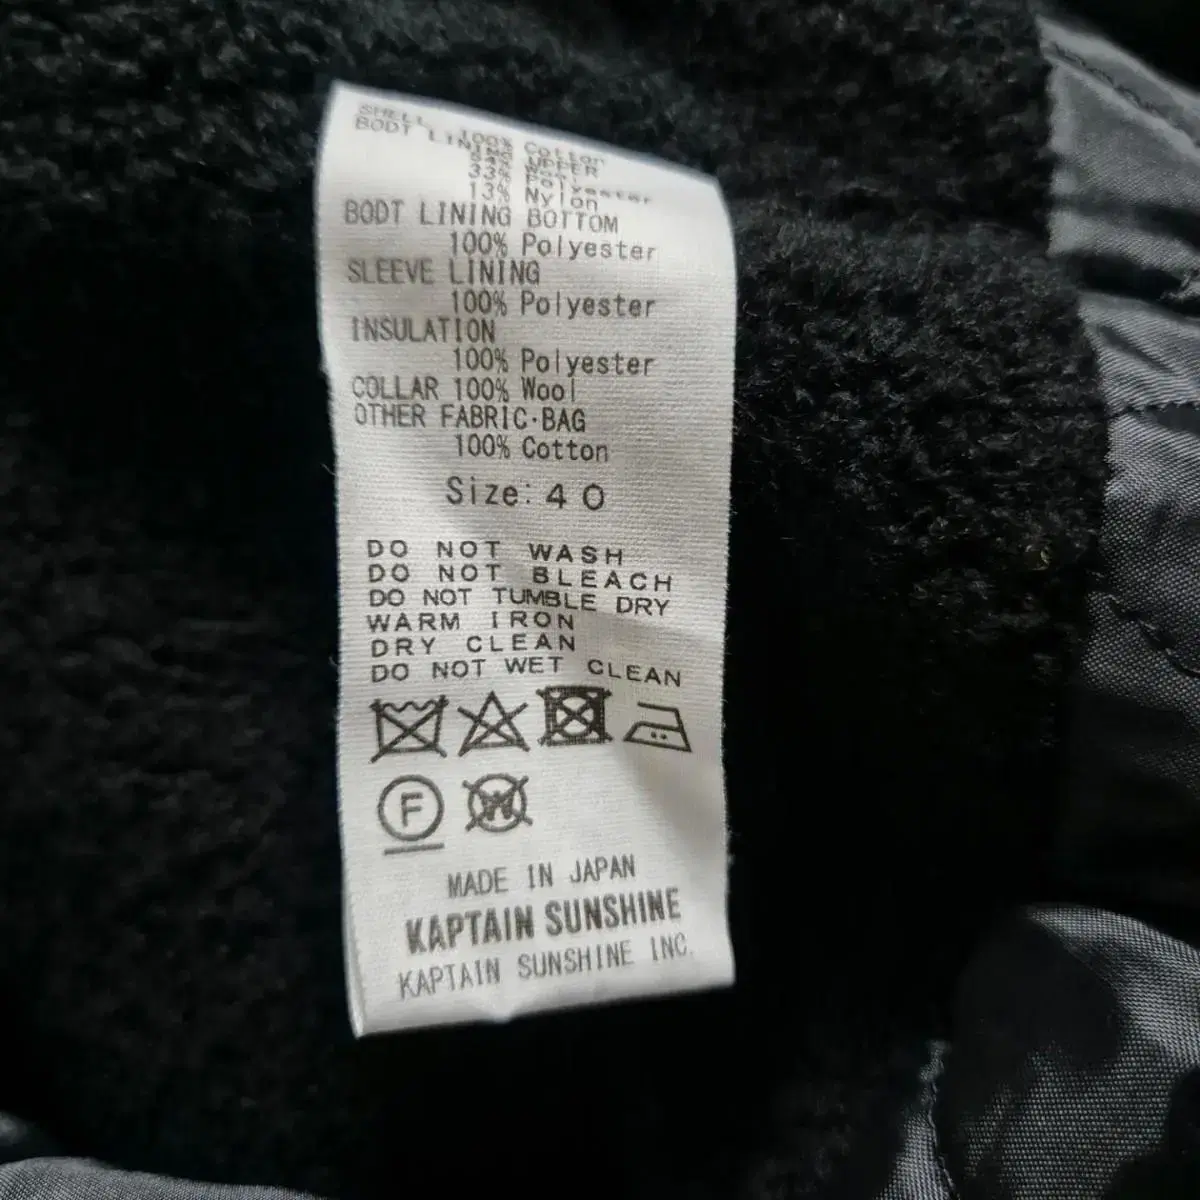 SHELL 100% Cotton
BODT LINING UPPER
33% Polyester
13% Nylon
BODT LINING BOTTOM
100% Polyester
SLEEVE LINING
100% Polyester
INSULATION
100% Polyester
COLLAR 100% Wool
OTHER FABRIC·BAG
100% Cotton
Size: 40
DO NOT WASH
DO NOT BLEACH
DO NOT TUMBLE DRY
WARM IRON
DRY CLEAN
DO NOT WET CLEAN
F W
MADE IN JAPAN
KAPTAIN SUNSHINE
KAPTAIN SUNSHINE INC.